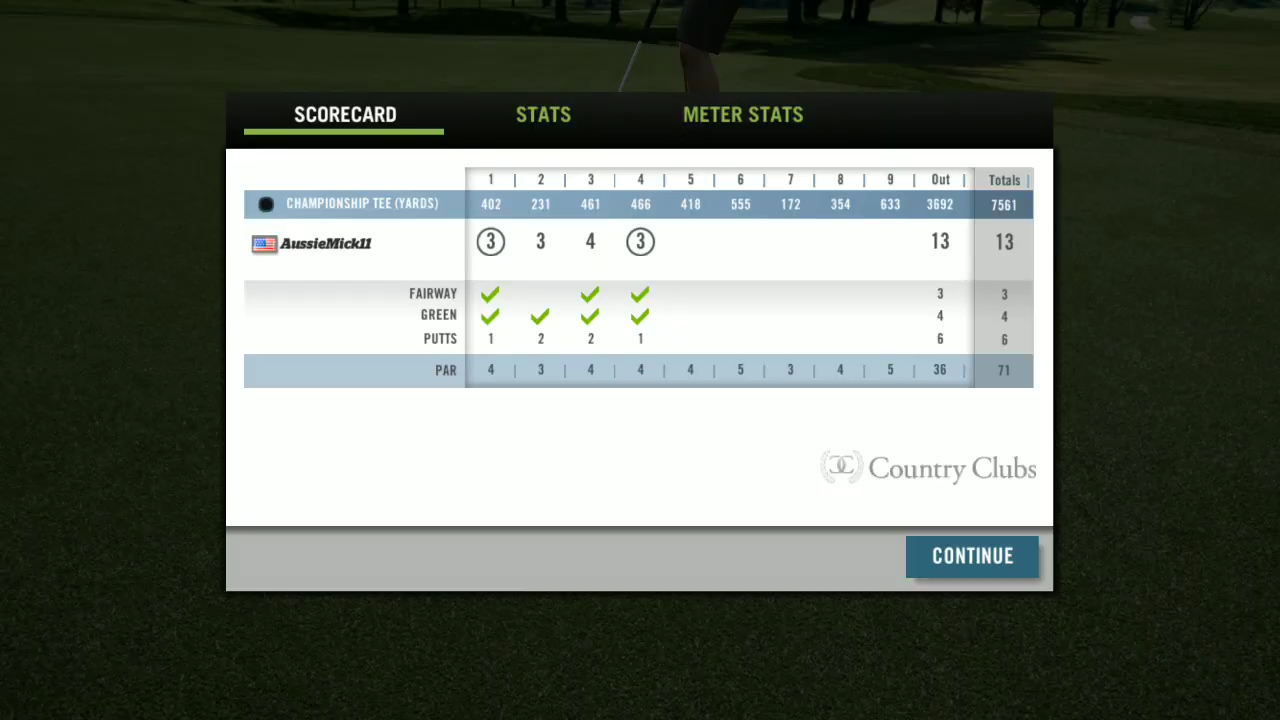 SCORECARD STATS METER STATS
1 | 2 | 3 | 4 | 5 | 6 | 7 | 8 | 9 | Out | Totals |
CHAMPIONSHIP TEE (YARDS) 402 231 461 466 418 555 172 354 633 3692 7561
AussieMick11 3 3 4 3 13 13
FAIRWAY 3 3
GREEN 4 4
PUTTS 1 2 2 1 6 6
PAR 4 | 3 | 4 | 4 | 4 | 5 | 3 | 4 | 5 | 36 | 71
CC Country Clubs
CONTINUE